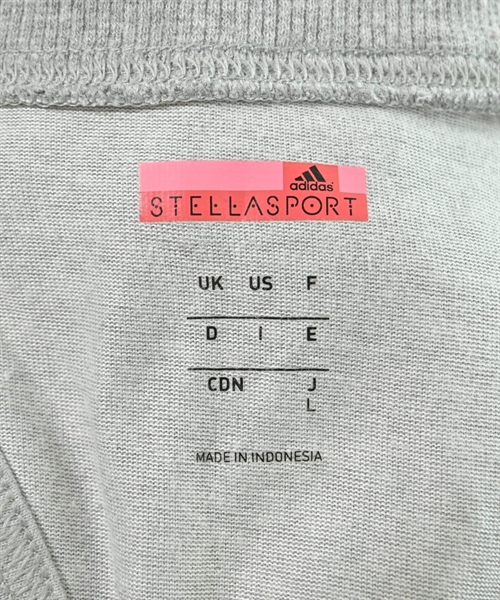 adidas
STELLASPORT
UK US F
D I E
CDN J
L
MADE IN INDONESIA